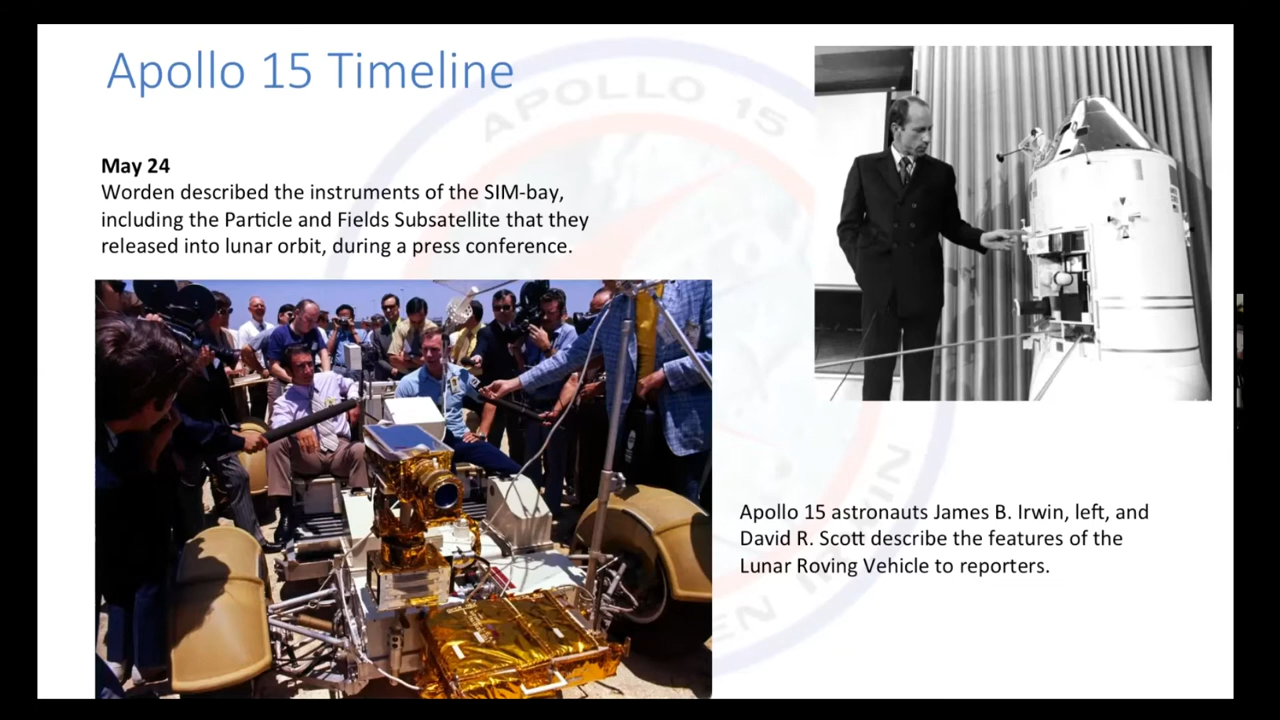 Apollo 15 Timeline
May 24
Worden described the instruments of the SIM-bay,
including the Particle and Fields Subsatellite that they
released into lunar orbit, during a press conference.
Apollo 15 astronauts James B. Irwin, left, and
David R. Scott describe the features of the
Lunar Roving Vehicle to reporters.
APOLLO 15